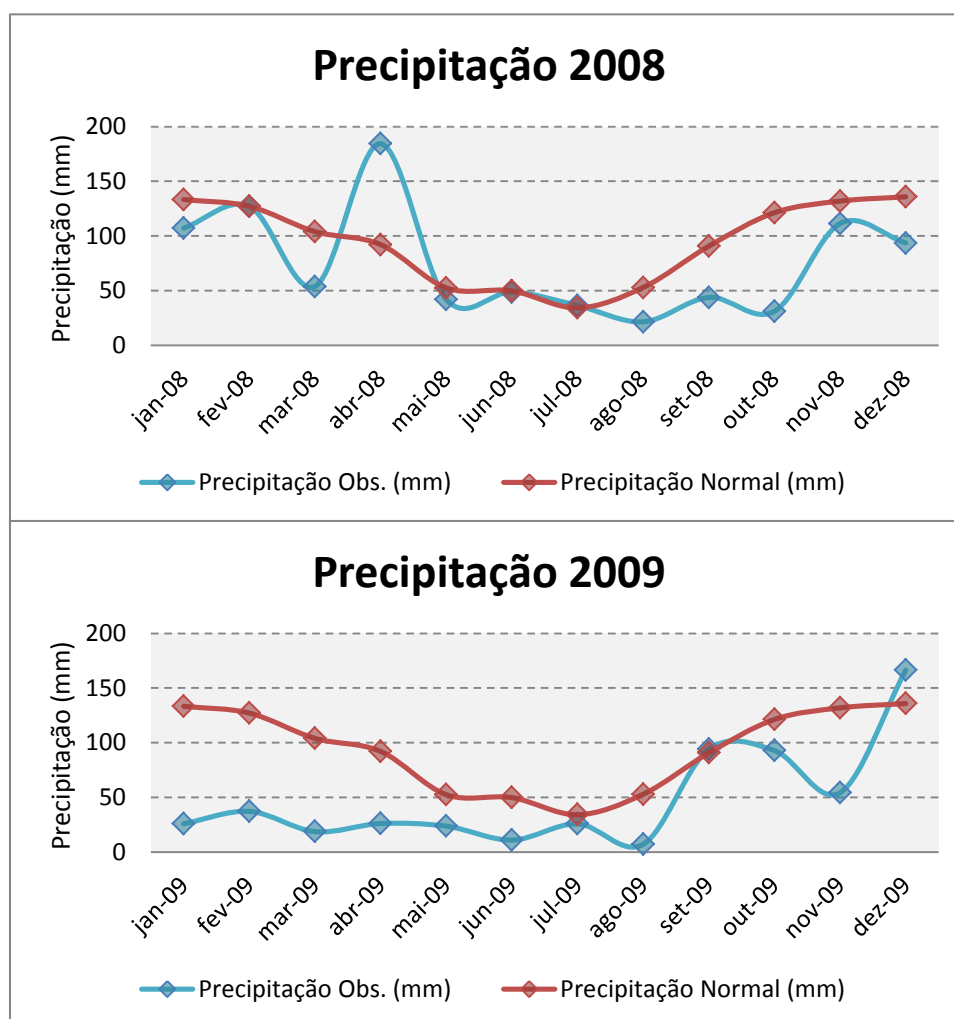 Precipitação 2008
Precipitação (mm)
200
150
100
50
0
jan-08 fev-08 mar-08 abr-08 mai-08 jun-08 jul-08 ago-08 set-08 out-08 nov-08 dez-08
Precipitação Obs. (mm) Precipitação Normal (mm)
Precipitação 2009
Precipitação (mm)
200
150
100
50
0
jan-09 fev-09 mar-09 abr-09 mai-09 jun-09 jul-09 ago-09 set-09 out-09 nov-09 dez-09
Precipitação Obs. (mm) Precipitação Normal (mm)